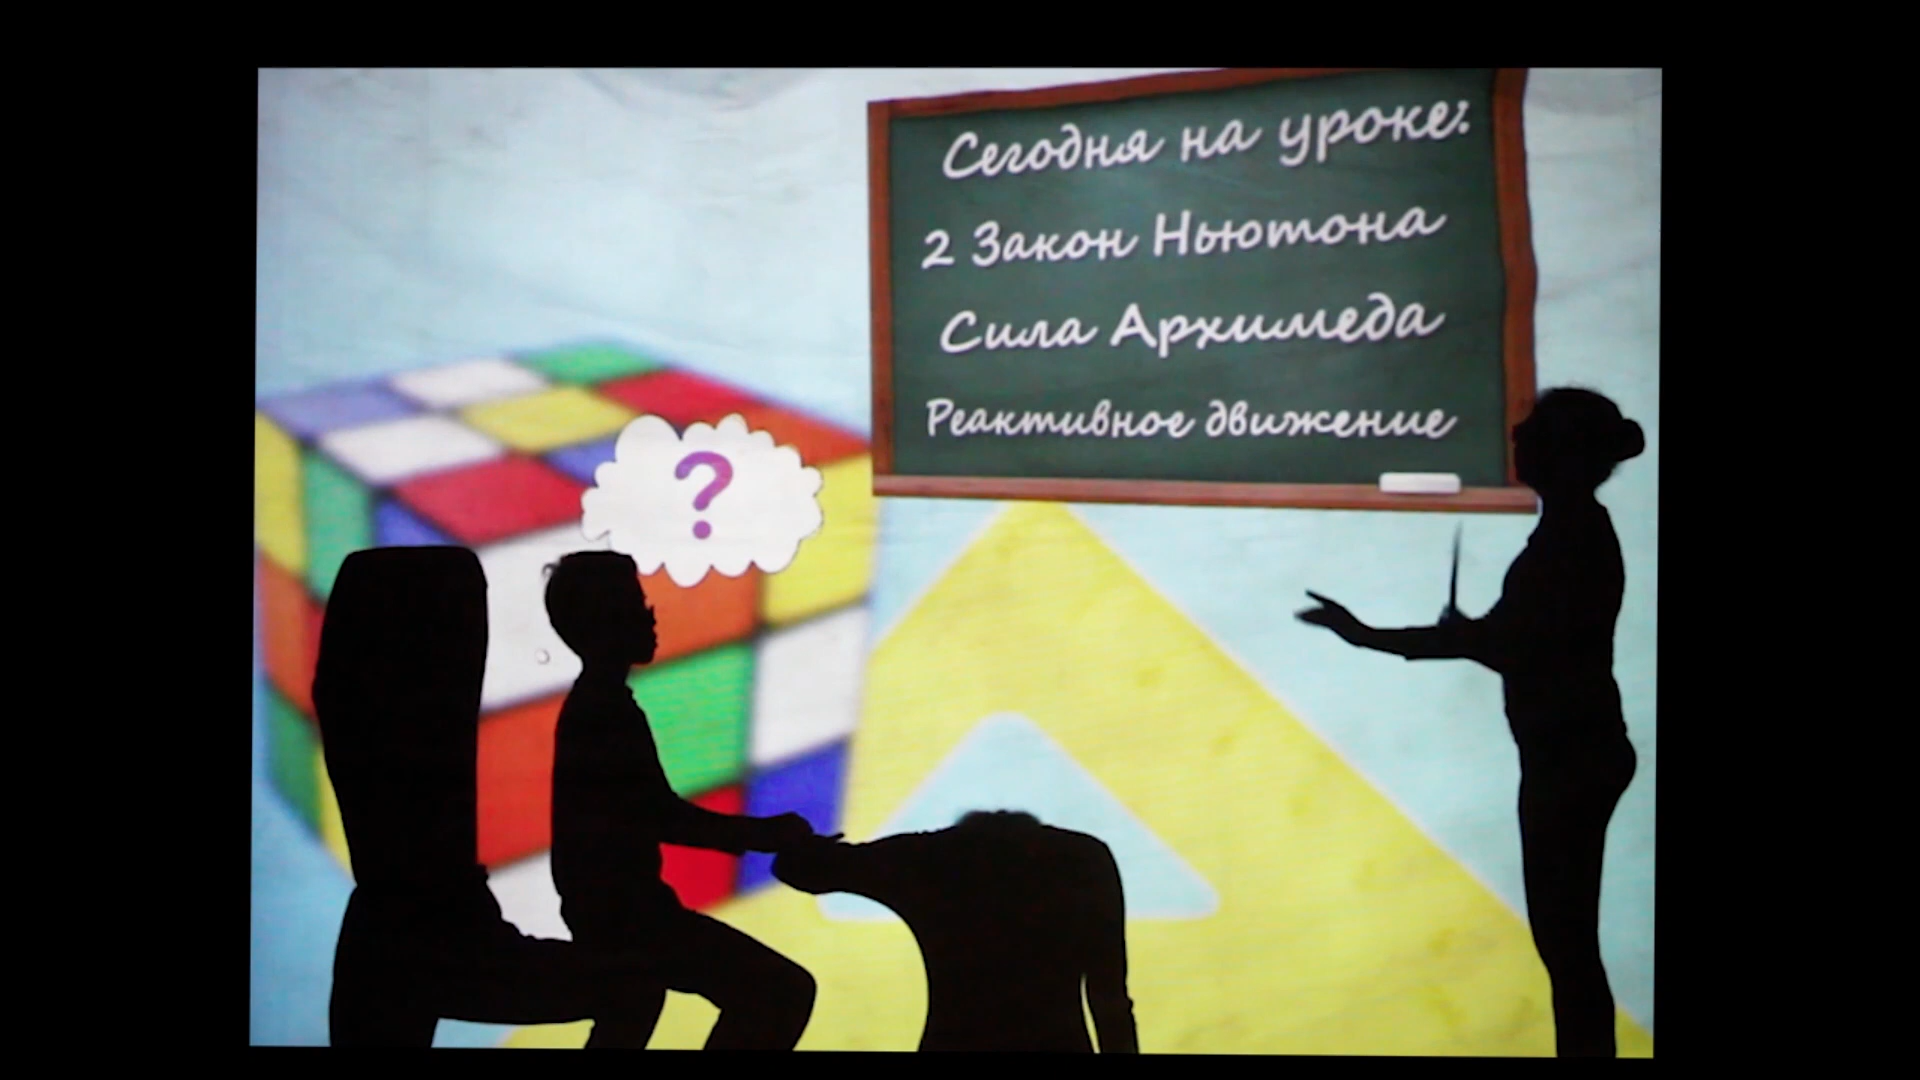 Сегодня на уроке:
2 Закон Ньютона
Сила Архимеда
Реактивное движение
?